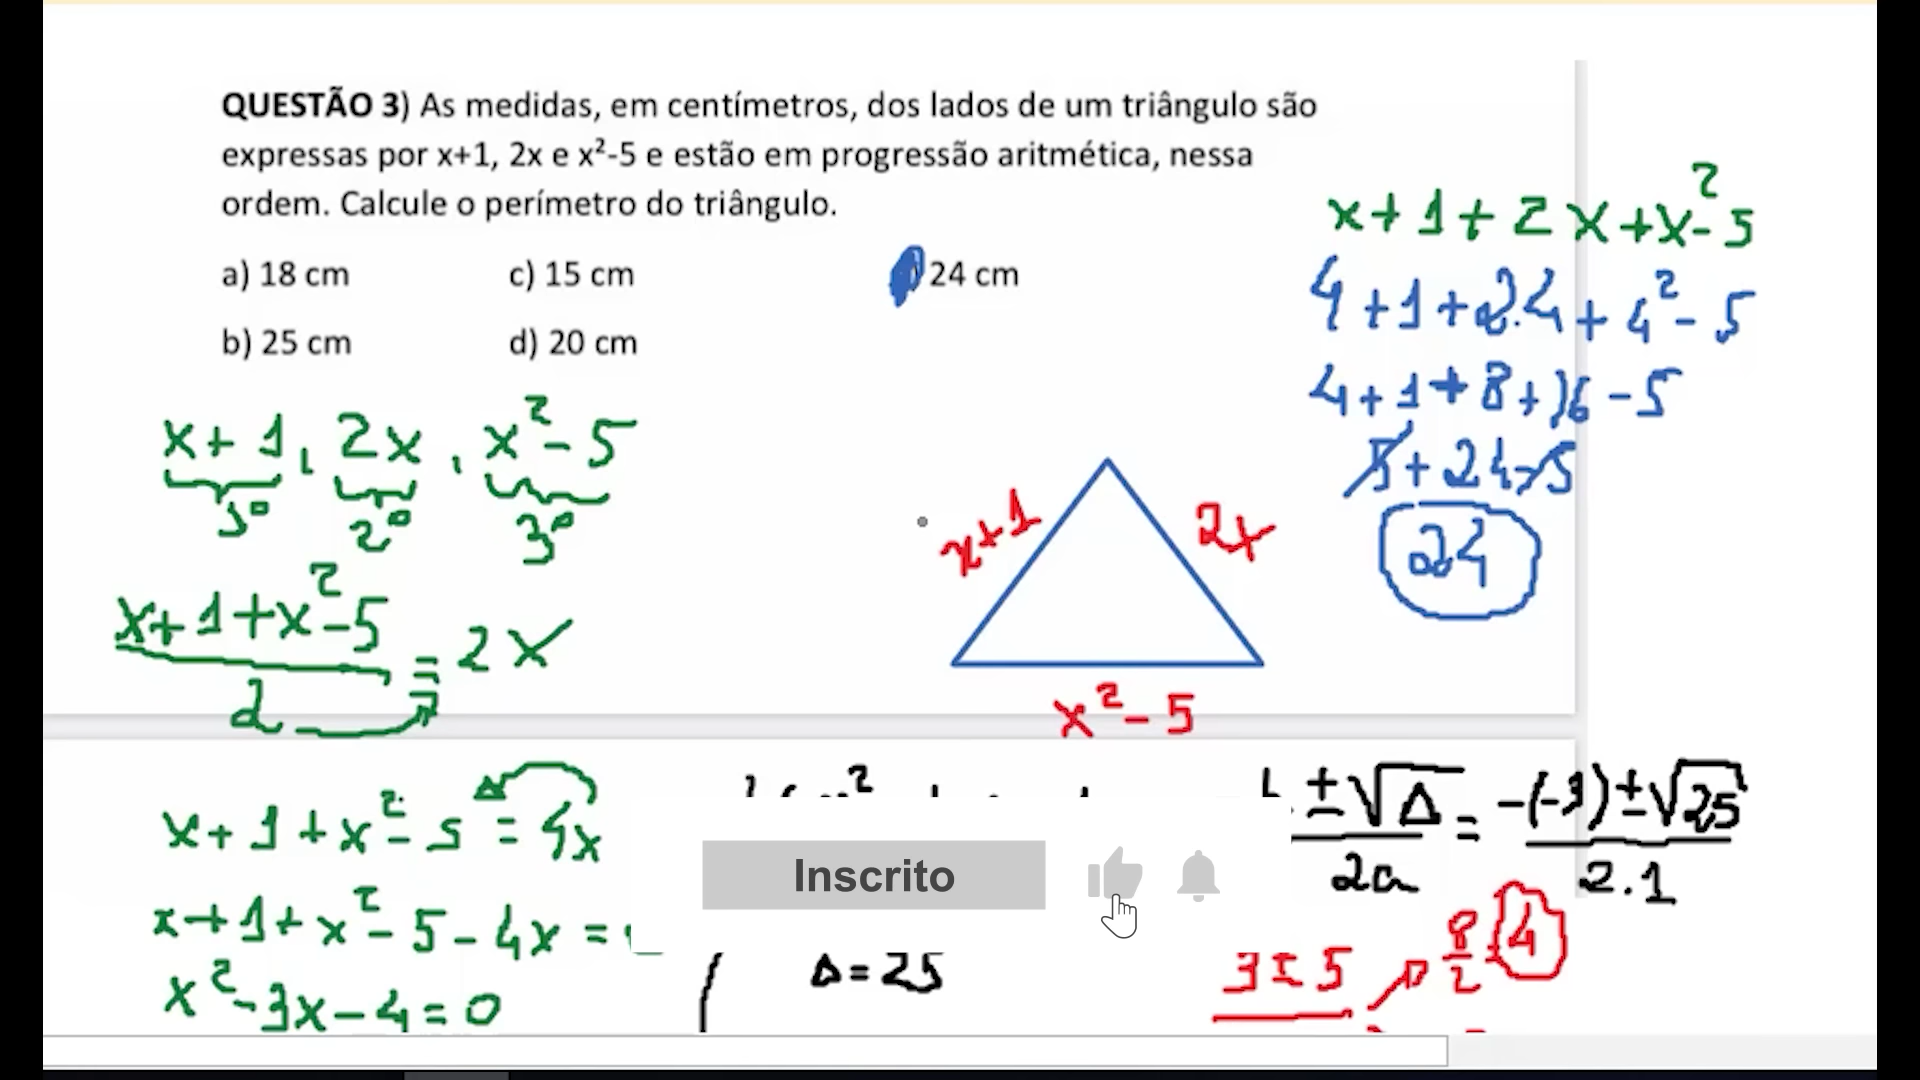 QUESTÃO 3) As medidas, em centímetros, dos lados de um triângulo são
expressas por x+1, 2x e x²-5 e estão em progressão aritmética, nessa
ordem. Calcule o perímetro do triângulo.
a) 18 cm
c) 15 cm
24 cm
b) 25 cm
d) 20 cm
x+1+2x+x²-5
4+1+2.4+4²-5
4+1+8+16-5
5+24-5
24
x+1, 2x, x²-5
1º
2º
3º
x+1+x²-5
2
= 2x
x+1
2x
x²-5
x+1+x²-5 = 4x
x+1+x²-5-4x =
x²-3x-4=0
Inscrito
Δ=25
±√Δ
2a
= -(-3)±√25
2.1
3±5
8
2
4